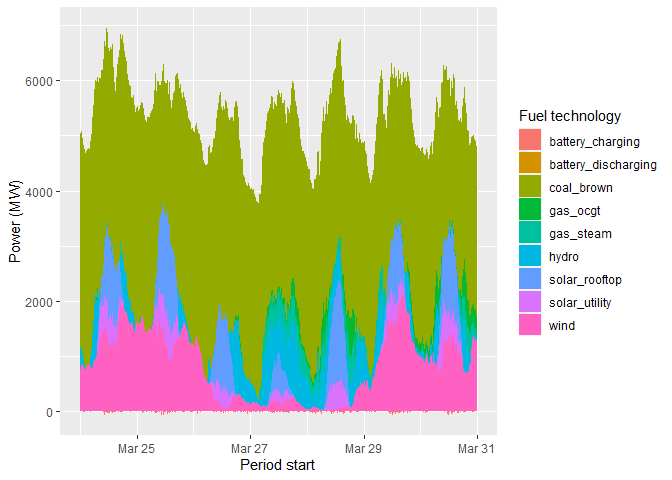 6000
4000
2000
0
Power (MW)
Mar 25
Mar 27
Mar 29
Mar 31
Period start
Fuel technology
battery_charging
battery_discharging
coal_brown
gas_ocgt
gas_steam
hydro
solar_rooftop
solar_utility
wind